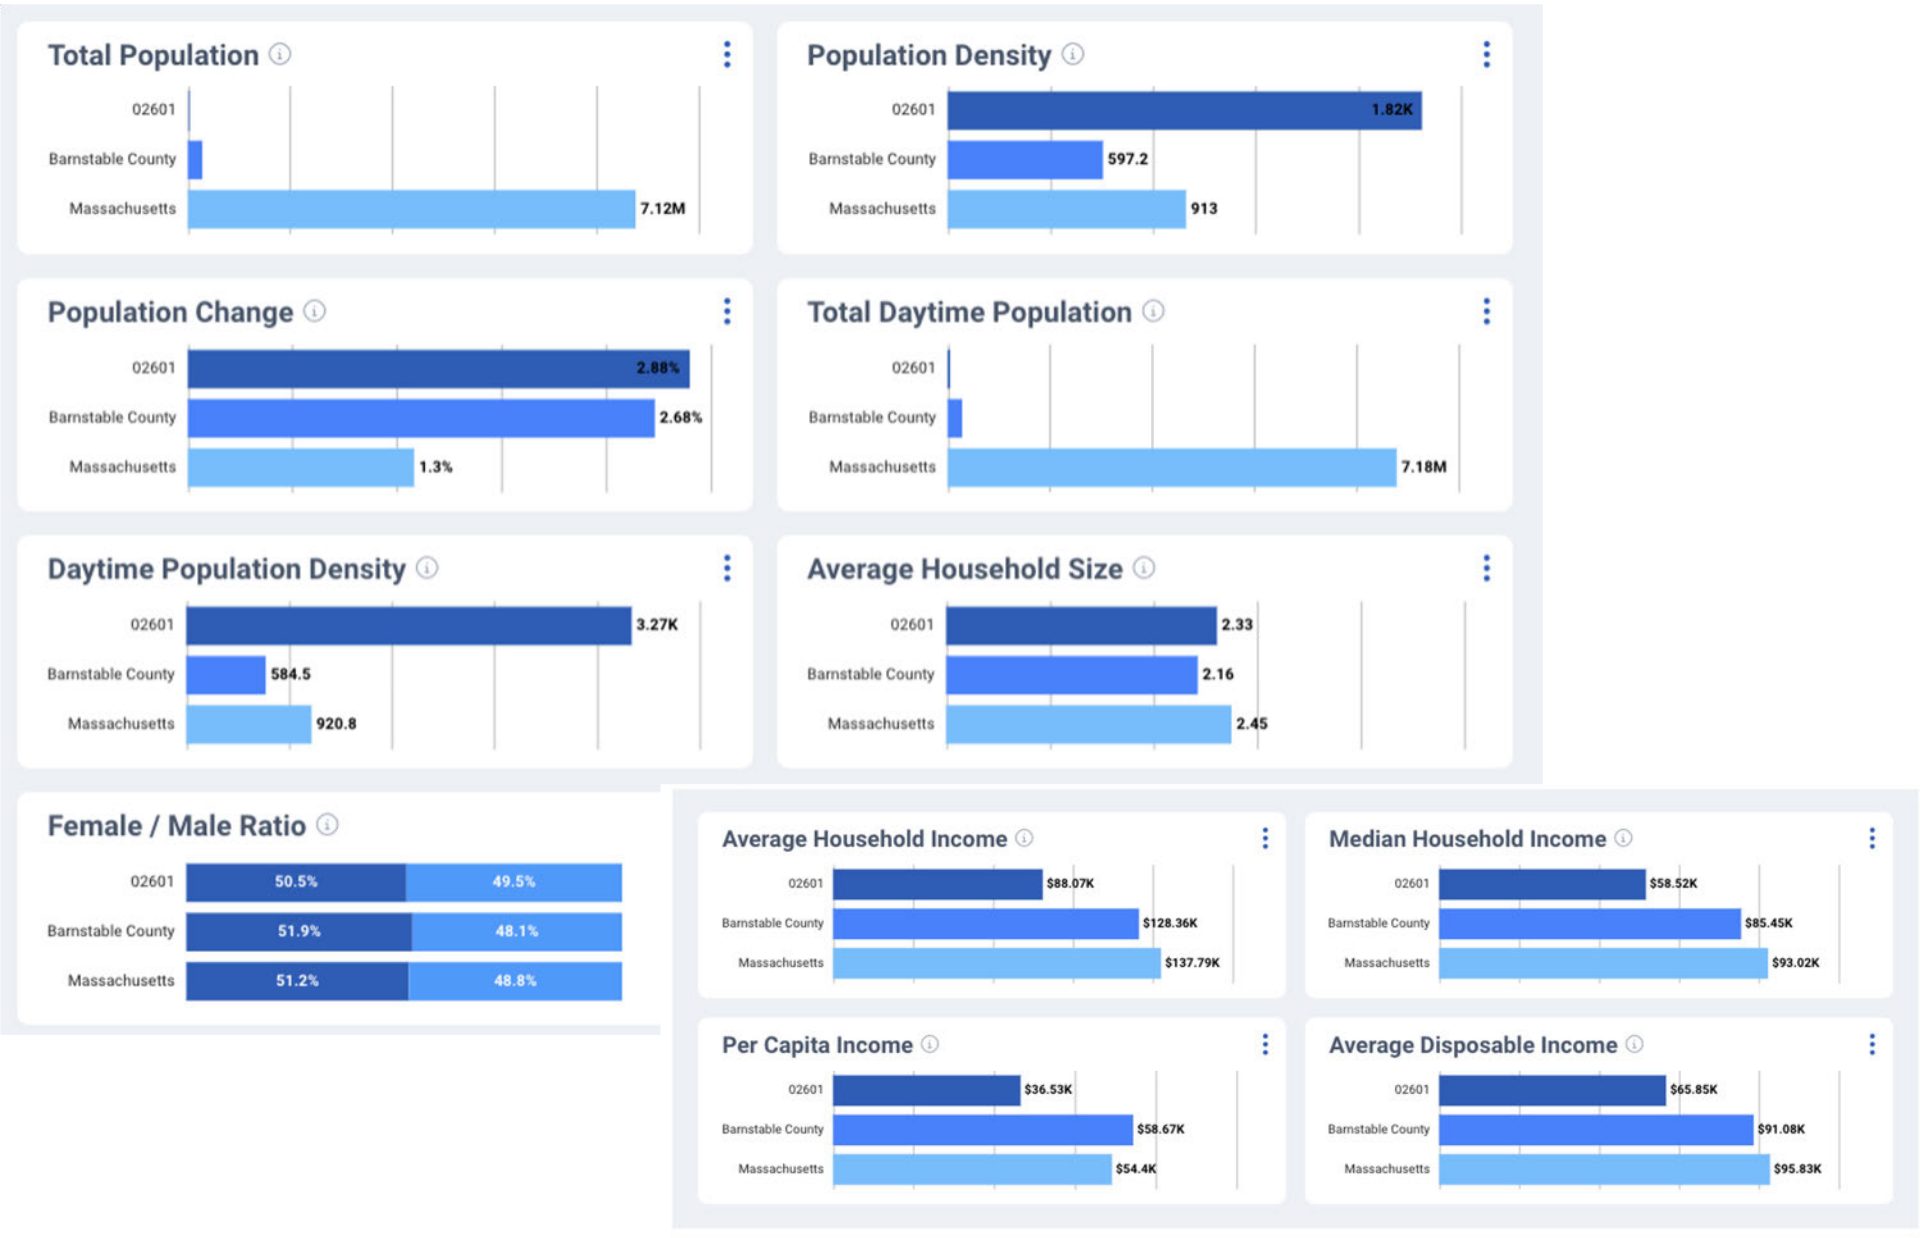 Total Population
02601
Barnstable County
Massachusetts 7.12M
Population Density
02601 1.82K
Barnstable County 597.2
Massachusetts 913
Population Change
02601 2.88%
Barnstable County 2.68%
Massachusetts 1.3%
Total Daytime Population
02601
Barnstable County
Massachusetts 7.18M
Daytime Population Density
02601 3.27K
Barnstable County 584.5
Massachusetts 920.8
Average Household Size
02601 2.33
Barnstable County 2.16
Massachusetts 2.45
Female / Male Ratio
02601 50.5% 49.5%
Barnstable County 51.9% 48.1%
Massachusetts 51.2% 48.8%
Average Household Income
02601 $88.07K
Barnstable County $128.36K
Massachusetts $137.79K
Median Household Income
02601 $58.52K
Barnstable County $85.45K
Massachusetts $93.02K
Per Capita Income
02601 $36.53K
Barnstable County $58.67K
Massachusetts $54.4K
Average Disposable Income
02601 $65.85K
Barnstable County $91.08K
Massachusetts $95.83K